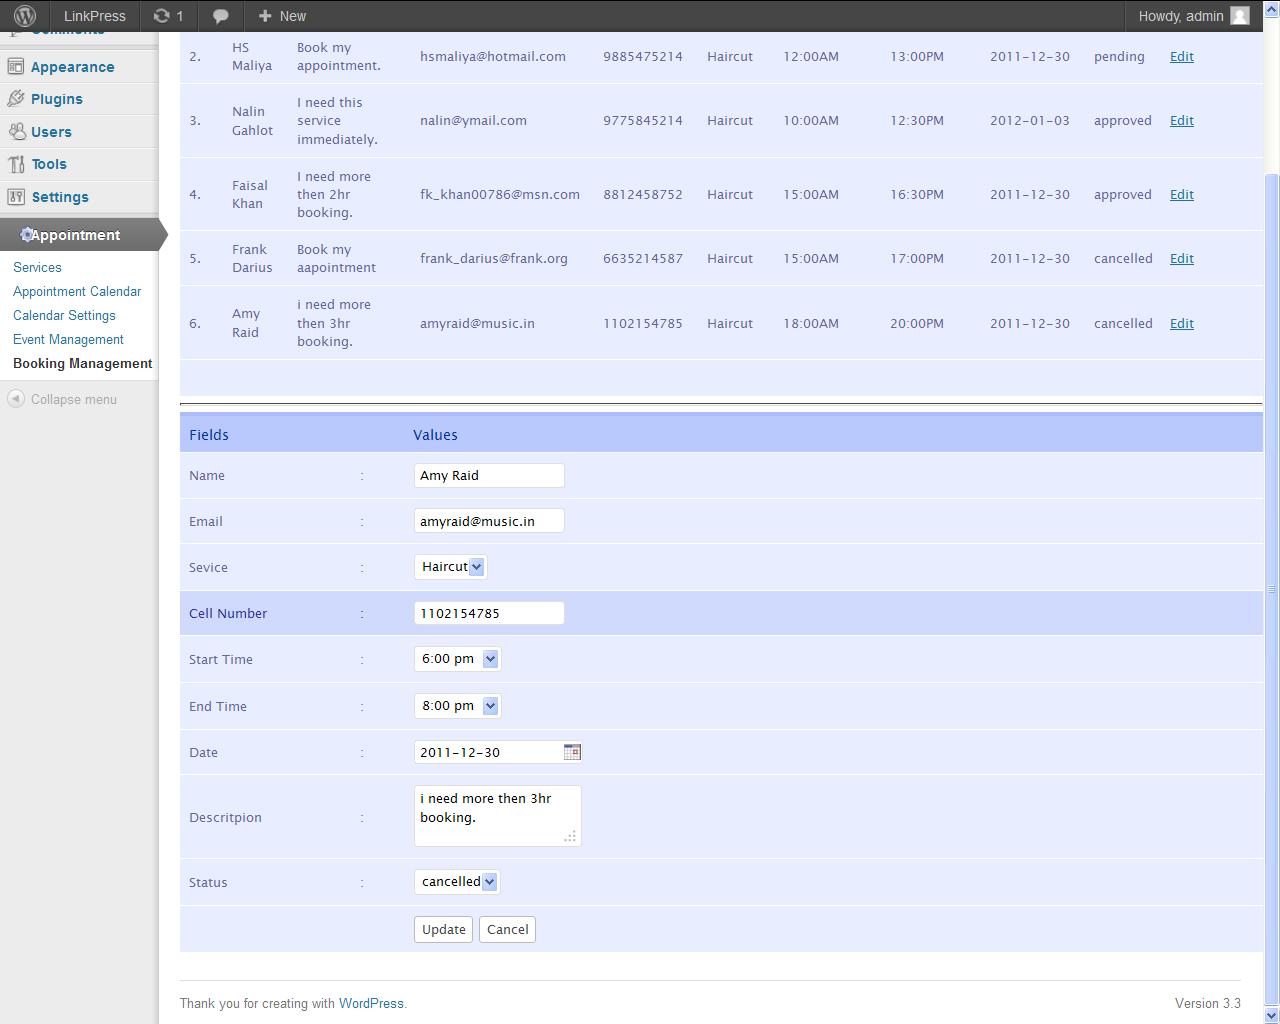 LinkPress 1 New Howdy, admin
Comments
Appearance
Plugins
Users
Tools
Settings
Appointment
Services
Appointment Calendar
Calendar Settings
Event Management
Booking Management
Collapse menu
2. HS Maliya Book my appointment. hsmaliya@hotmail.com 9885475214 Haircut 12:00AM 13:00PM 2011-12-30 pending Edit
3. Nalin Gahlot I need this service immediately. nalin@ymail.com 9775845214 Haircut 10:00AM 12:30PM 2012-01-03 approved Edit
4. Faisal Khan I need more then 2hr booking. fk_khan00786@msn.com 8812458752 Haircut 15:00AM 16:30PM 2011-12-30 approved Edit
5. Frank Darius Book my aapointment frank_darius@frank.org 6635214587 Haircut 15:00AM 17:00PM 2011-12-30 cancelled Edit
6. Amy Raid i need more then 3hr booking. amyraid@music.in 1102154785 Haircut 18:00AM 20:00PM 2011-12-30 cancelled Edit
Fields Values
Name : Amy Raid
Email : amyraid@music.in
Sevice : Haircut
Cell Number : 1102154785
Start Time : 6:00 pm
End Time : 8:00 pm
Date : 2011-12-30
Descritpion : i need more then 3hr
booking.
Status : cancelled
Update Cancel
Thank you for creating with WordPress. Version 3.3